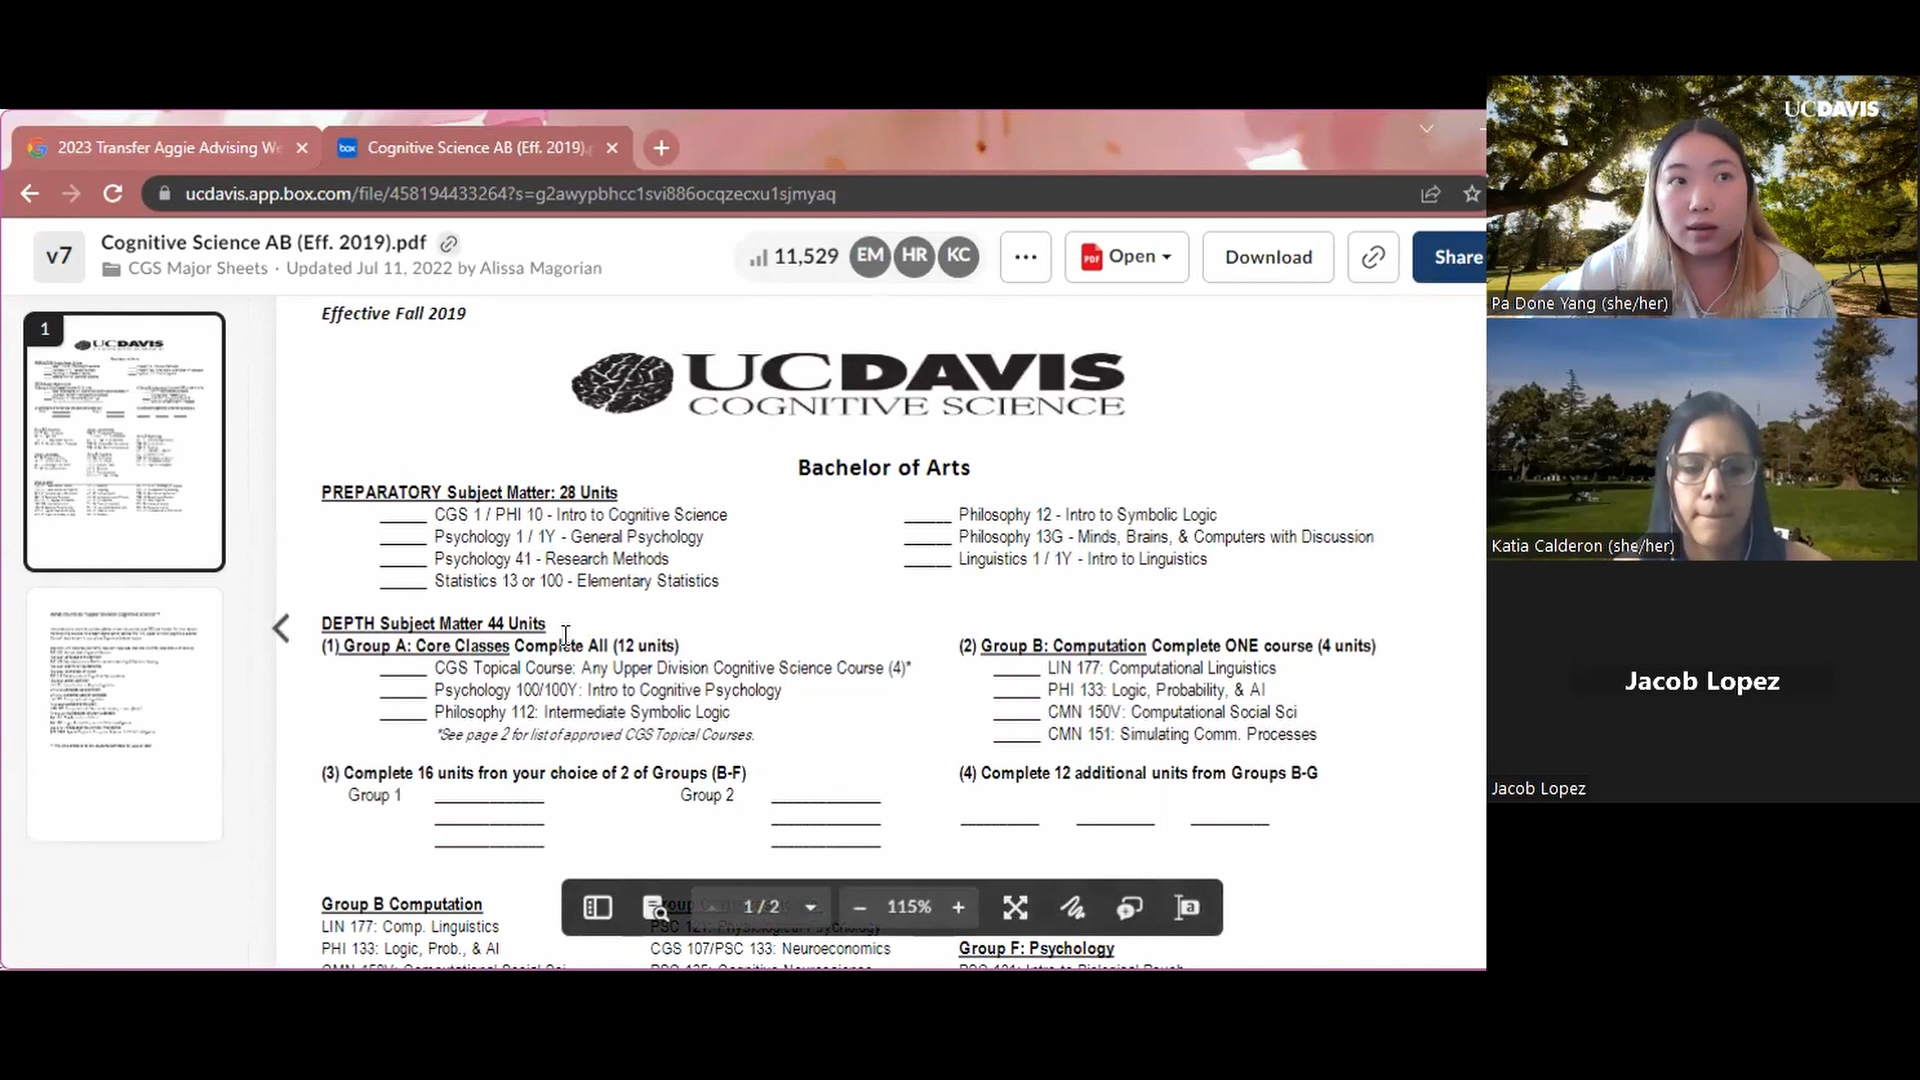 2023 Transfer Aggie Advising We
Cognitive Science AB (Eff. 2019).
ucdavis.app.box.com/file/458194433264?s=g2awypbhcc1svi886ocqzecxu1sjmyaq
v7
Cognitive Science AB (Eff. 2019).pdf
CGS Major Sheets · Updated Jul 11, 2022 by Alissa Magorian
11,529
EM
HR
KC
Open
Download
Share
1
Effective Fall 2019
UCDAVIS
COGNITIVE SCIENCE
Bachelor of Arts
PREPARATORY Subject Matter: 28 Units
CGS 1 / PHI 10 - Intro to Cognitive Science
Psychology 1 / 1Y - General Psychology
Psychology 41 - Research Methods
Statistics 13 or 100 - Elementary Statistics
Philosophy 12 - Intro to Symbolic Logic
Philosophy 13G - Minds, Brains, & Computers with Discussion
Linguistics 1 / 1Y - Intro to Linguistics
DEPTH Subject Matter 44 Units
(1) Group A: Core Classes Complete All (12 units)
CGS Topical Course: Any Upper Division Cognitive Science Course (4)*
Psychology 100/100Y: Intro to Cognitive Psychology
Philosophy 112: Intermediate Symbolic Logic
*See page 2 for list of approved CGS Topical Courses.
(2) Group B: Computation Complete ONE course (4 units)
LIN 177: Computational Linguistics
PHI 133: Logic, Probability, & AI
CMN 150V: Computational Social Sci
CMN 151: Simulating Comm. Processes
(3) Complete 16 units fron your choice of 2 of Groups (B-F)
Group 1
Group 2
(4) Complete 12 additional units from Groups B-G
Group B Computation
LIN 177: Comp. Linguistics
PHI 133: Logic, Prob., & AI
PSC 121: Physiological Psychology
CGS 107/PSC 133: Neuroeconomics
Group F: Psychology
1 / 2
115%
UCDAVIS
Pa Done Yang (she/her)
Katia Calderon (she/her)
Jacob Lopez
Jacob Lopez